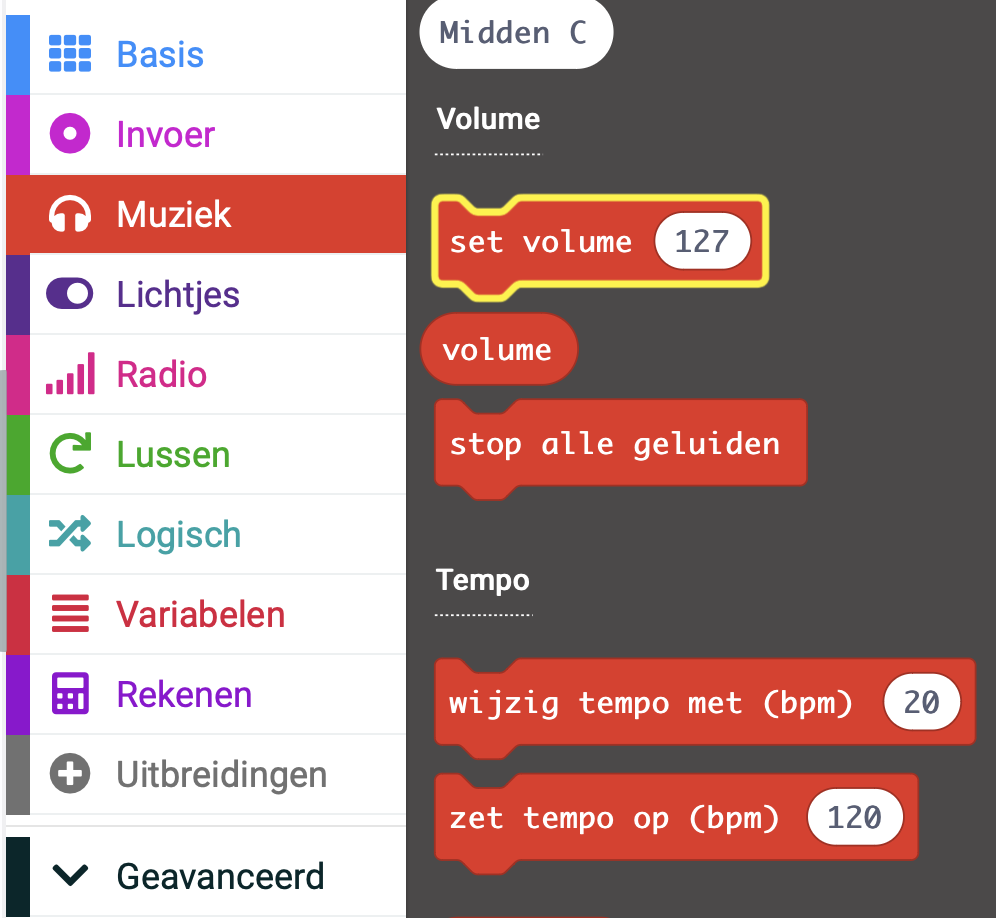 Basis
Invoer
Muziek
Lichtjes
Radio
Lussen
Logisch
Variabelen
Rekenen
Uitbreidingen
Geavanceerd
Midden C
Volume
set volume 127
volume
stop alle geluiden
Tempo
wijzig tempo met (bpm) 20
zet tempo op (bpm) 120